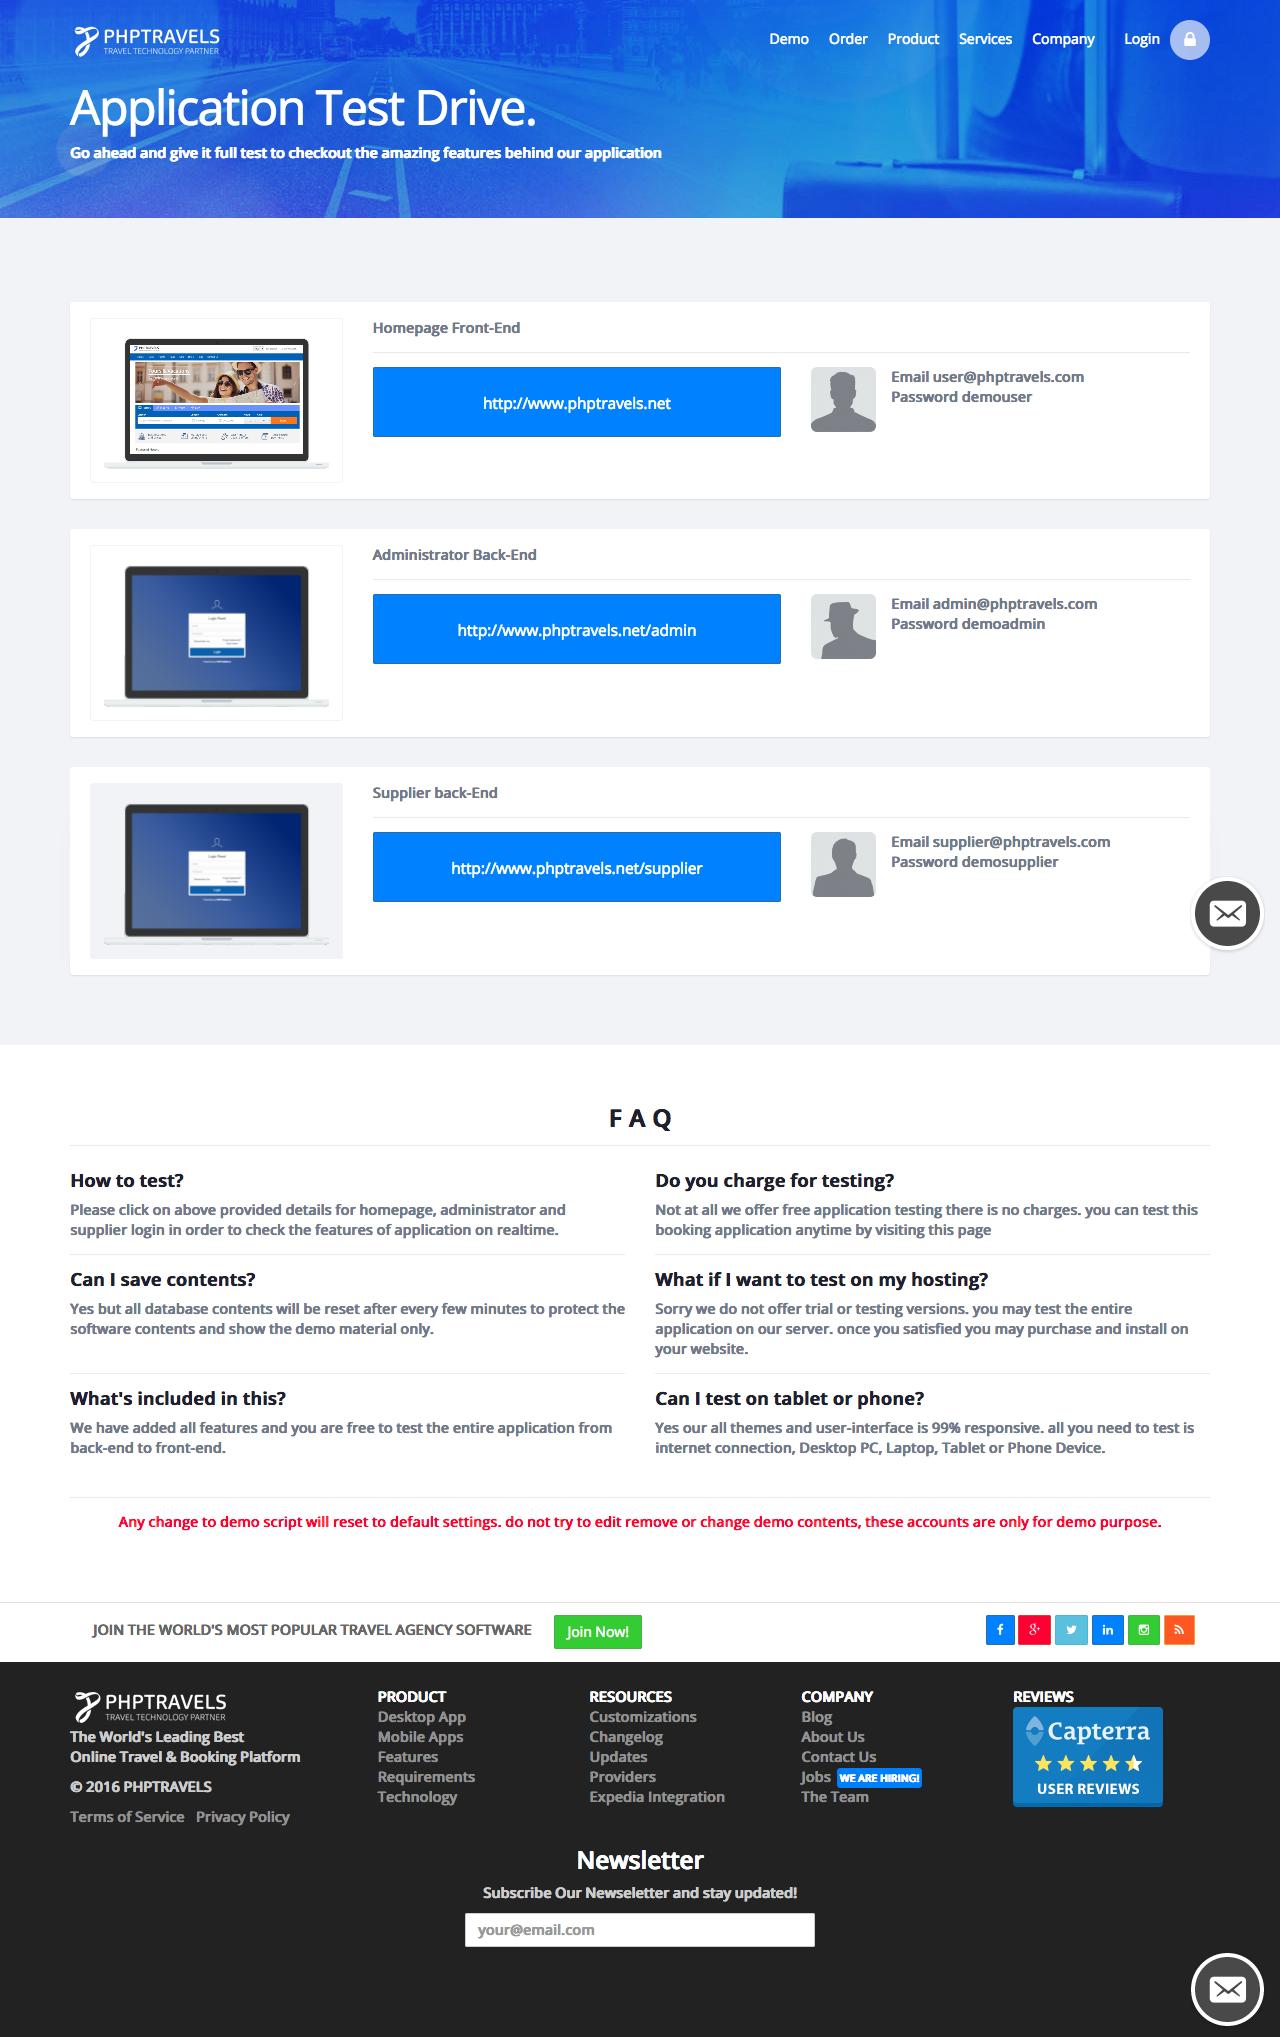 PHPTRAVELS
TRAVEL TECHNOLOGY PARTNER
Demo Order Product Services Company Login
Application Test Drive.
Go ahead and give it full test to checkout the amazing features behind our application
Homepage Front-End
http://www.phptravels.net
Email user@phptravels.com
Password demouser
Administrator Back-End
http://www.phptravels.net/admin
Email admin@phptravels.com
Password demoadmin
Supplier back-End
http://www.phptravels.net/supplier
Email supplier@phptravels.com
Password demosupplier
F A Q
How to test?
Please click on above provided details for homepage, administrator and
supplier login in order to check the features of application on realtime.
Do you charge for testing?
Not at all we offer free application testing there is no charges. you can test this
booking application anytime by visiting this page
Can I save contents?
Yes but all database contents will be reset after every few minutes to protect the
software contents and show the demo material only.
What if I want to test on my hosting?
Sorry we do not offer trial or testing versions. you may test the entire
application on our server. once you satisfied you may purchase and install on
your website.
What's included in this?
We have added all features and you are free to test the entire application from
back-end to front-end.
Can I test on tablet or phone?
Yes our all themes and user-interface is 99% responsive. all you need to test is
internet connection, Desktop PC, Laptop, Tablet or Phone Device.
Any change to demo script will reset to default settings. do not try to edit remove or change demo contents, these accounts are only for demo purpose.
JOIN THE WORLD'S MOST POPULAR TRAVEL AGENCY SOFTWARE
Join Now!
PHPTRAVELS
TRAVEL TECHNOLOGY PARTNER
The World's Leading Best
Online Travel & Booking Platform
© 2016 PHPTRAVELS
Terms of Service Privacy Policy
PRODUCT
Desktop App
Mobile Apps
Features
Requirements
Technology
RESOURCES
Customizations
Changelog
Updates
Providers
Expedia Integration
COMPANY
Blog
About Us
Contact Us
Jobs WE ARE HIRING!
The Team
REVIEWS
Capterra
USER REVIEWS
Newsletter
Subscribe Our Newseletter and stay updated!
your@email.com